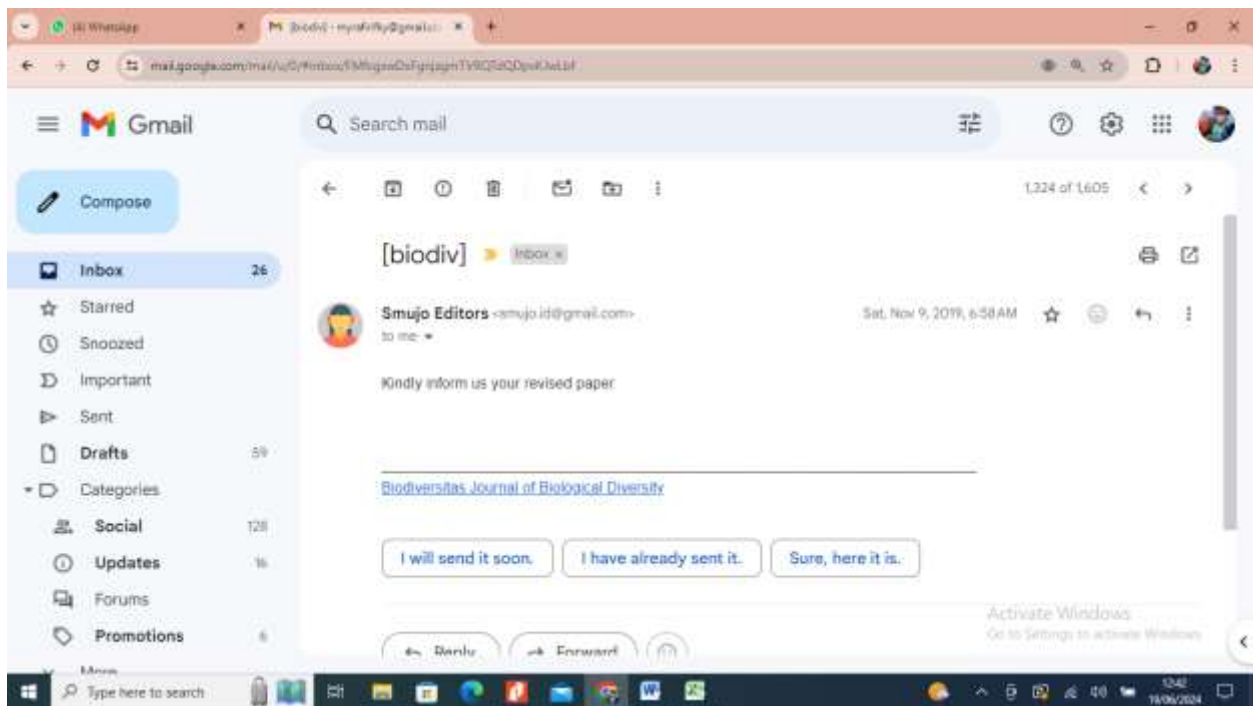 WhatsApp
[biodiv] -
mail.google.com/mail/u/0/
Gmail
Search mail
Compose
1,324 of 1,605
[biodiv]
Inbox x
Inbox 26
Starred
Snoozed
Important
Sent
Drafts 59
Categories
Social 128
Updates 16
Forums
Promotions 6
More
Smujo Editors <smujo.id@gmail.com>
Sat, Nov 9, 2019, 6:58 AM
to me
Kindly inform us your revised paper
Biodiversitas Journal of Biological Diversity
I will send it soon.
I have already sent it.
Sure, here it is.
Reply
Forward
Activate Windows
Go to Settings to activate Windows.
Type here to search
12:42
19/06/2024